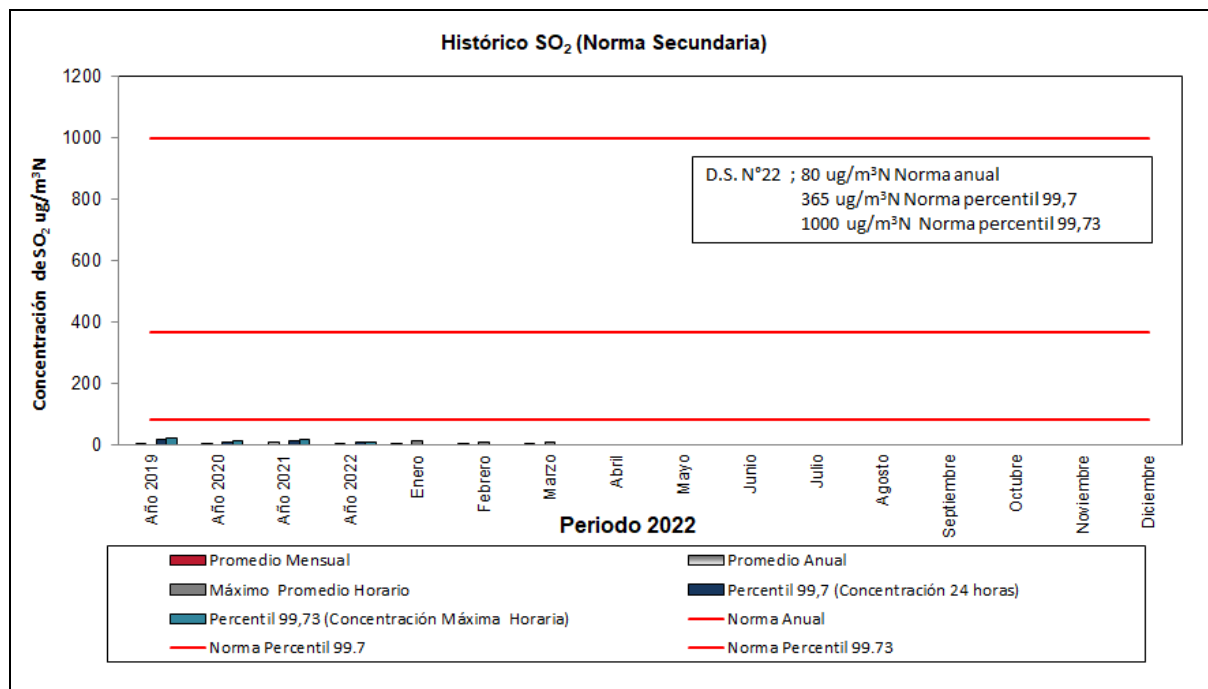 Histórico SO₂ (Norma Secundaria)
Concentración de SO₂ ug/m³N
1200
1000
800
600
400
200
0
D.S. N°22 ; 80 ug/m³N Norma anual
365 ug/m³N Norma percentil 99,7
1000 ug/m³N Norma percentil 99,73
Año 2019
Año 2020
Año 2021
Año 2022
Enero
Febrero
Marzo
Abril
Mayo
Junio
Julio
Agosto
Septiembre
Octubre
Noviembre
Diciembre
Periodo 2022
Promedio Mensual
Promedio Anual
Máximo Promedio Horario
Percentil 99,7 (Concentración 24 horas)
Percentil 99,73 (Concentración Máxima Horaria)
Norma Anual
Norma Percentil 99.7
Norma Percentil 99.73